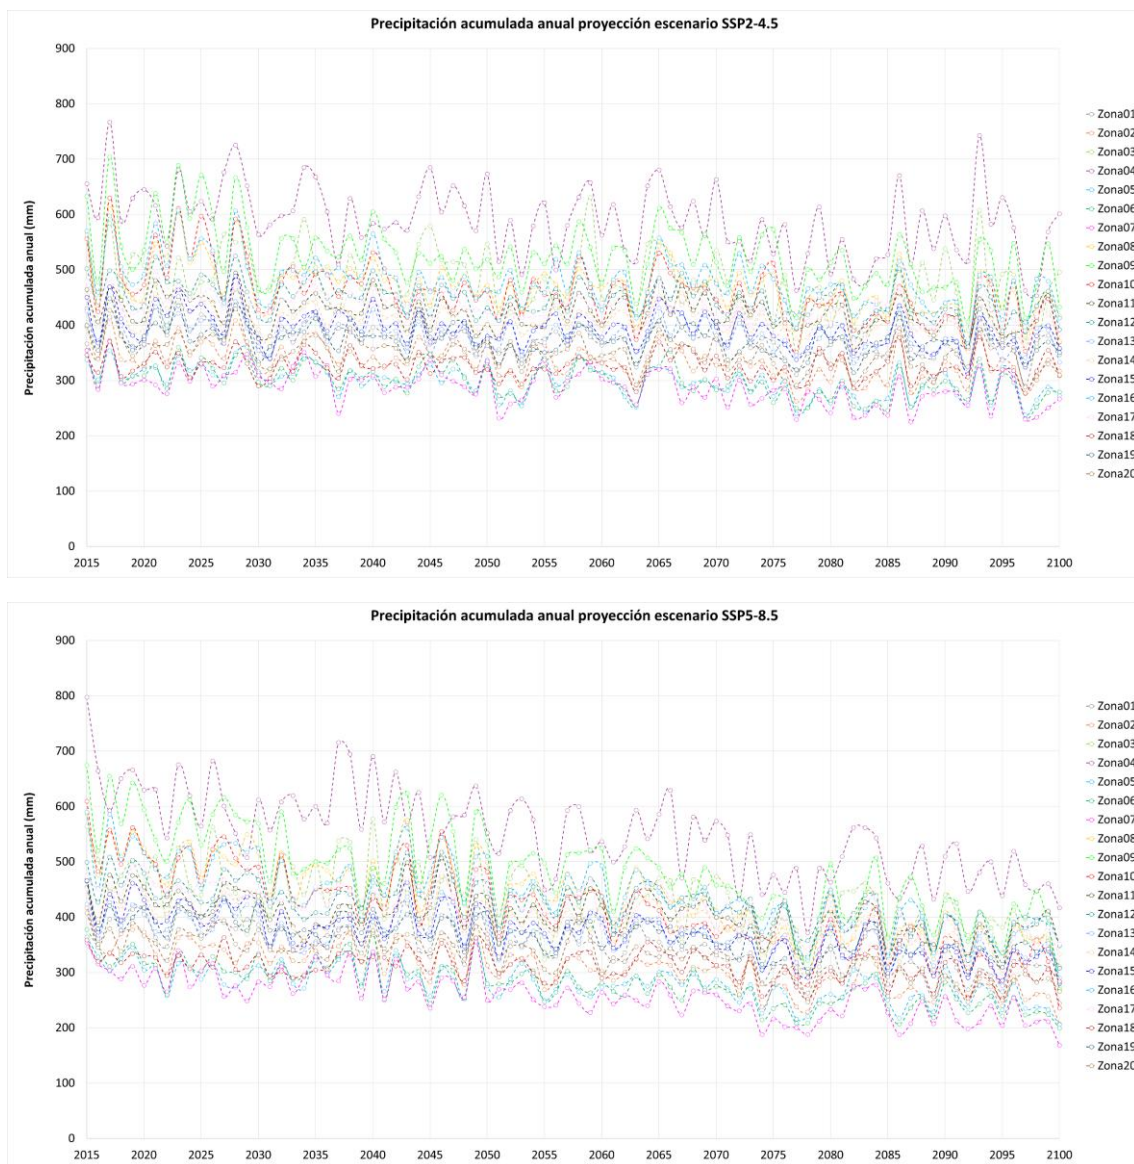 Precipitación acumulada anual proyección escenario SSP2-4.5
Precipitación acumulada anual (mm)
900
800
700
600
500
400
300
200
100
0
2015 2020 2025 2030 2035 2040 2045 2050 2055 2060 2065 2070 2075 2080 2085 2090 2095 2100
Zona01
Zona02
Zona03
Zona04
Zona05
Zona06
Zona07
Zona08
Zona09
Zona10
Zona11
Zona12
Zona13
Zona14
Zona15
Zona16
Zona17
Zona18
Zona19
Zona20
Precipitación acumulada anual proyección escenario SSP5-8.5
Precipitación acumulada anual (mm)
900
800
700
600
500
400
300
200
100
0
2015 2020 2025 2030 2035 2040 2045 2050 2055 2060 2065 2070 2075 2080 2085 2090 2095 2100
Zona01
Zona02
Zona03
Zona04
Zona05
Zona06
Zona07
Zona08
Zona09
Zona10
Zona11
Zona12
Zona13
Zona14
Zona15
Zona16
Zona17
Zona18
Zona19
Zona20